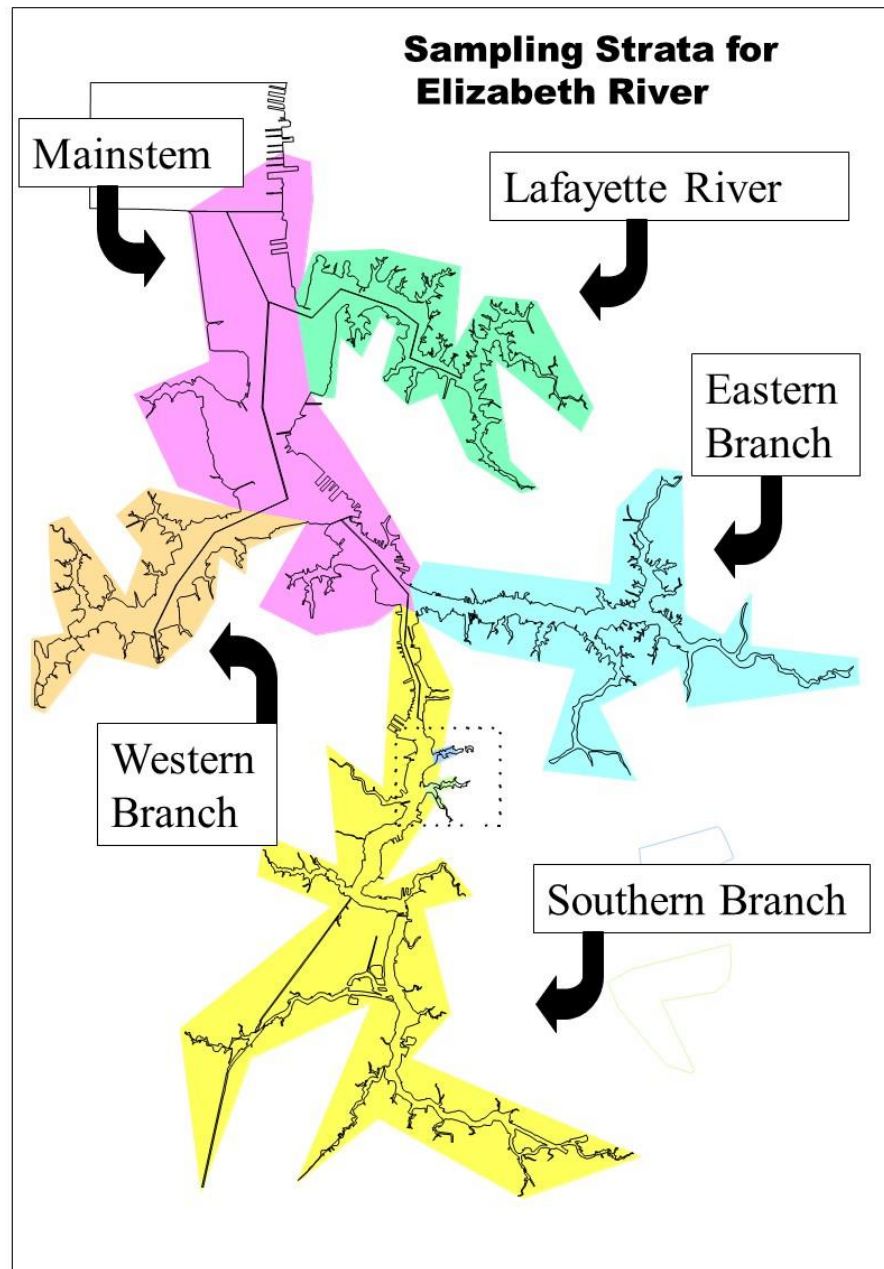 Sampling Strata for
Elizabeth River
Mainstem
Lafayette River
Eastern
Branch
Western
Branch
Southern Branch